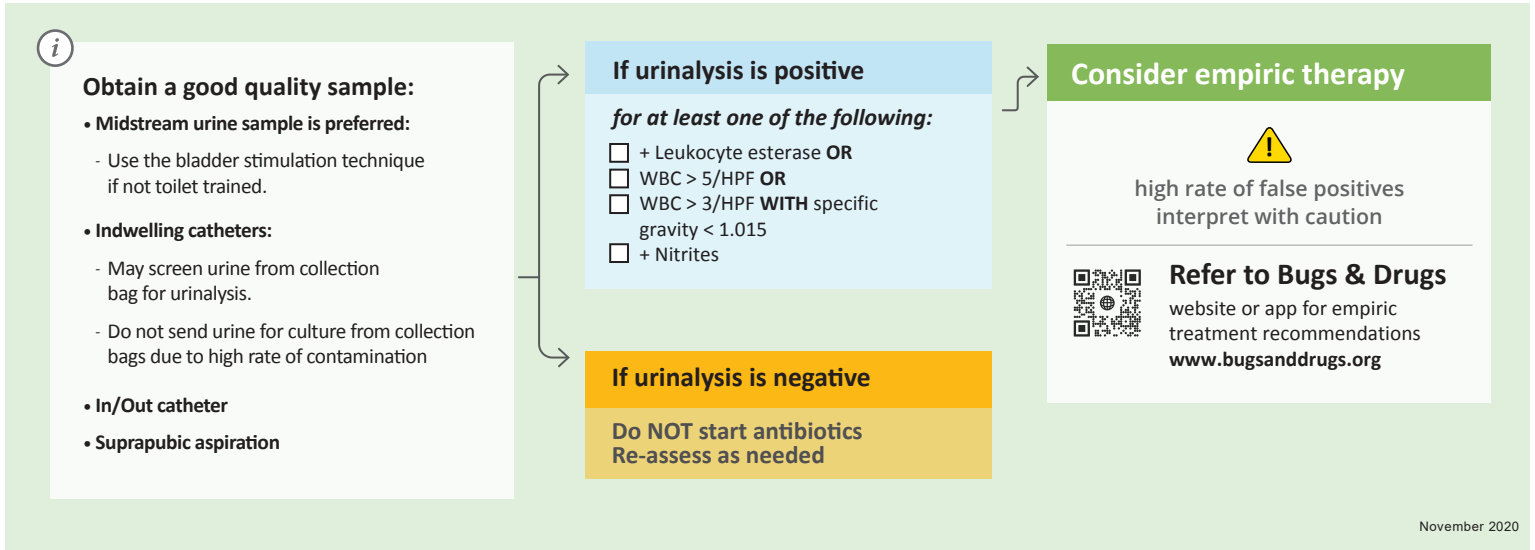 i
Obtain a good quality sample:
• Midstream urine sample is preferred:
- Use the bladder stimulation technique
if not toilet trained.
• Indwelling catheters:
- May screen urine from collection
bag for urinalysis.
- Do not send urine for culture from collection
bags due to high rate of contamination
• In/Out catheter
• Suprapubic aspiration
If urinalysis is positive
for at least one of the following:
+ Leukocyte esterase OR
WBC > 5/HPF OR
WBC > 3/HPF WITH specific
gravity < 1.015
+ Nitrites
If urinalysis is negative
Do NOT start antibiotics
Re-assess as needed
Consider empiric therapy
!
high rate of false positives
interpret with caution
Refer to Bugs & Drugs
website or app for empiric
treatment recommendations
www.bugsanddrugs.org
November 2020